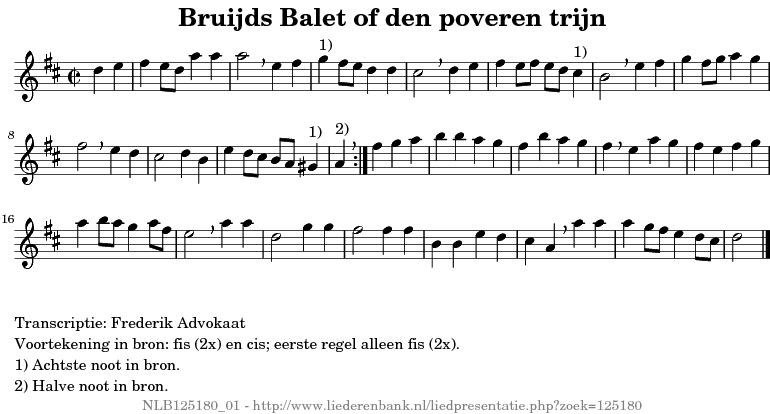 Bruijds Balet of den poveren trijn
1)
1)
8
1)
2)
16
Transcriptie: Frederik Advokaat
Voortekening in bron: fis (2x) en cis; eerste regel alleen fis (2x).
1) Achtste noot in bron.
2) Halve noot in bron.
NLB125180_01 - http://www.liederenbank.nl/liedpresentatie.php?zoek=125180